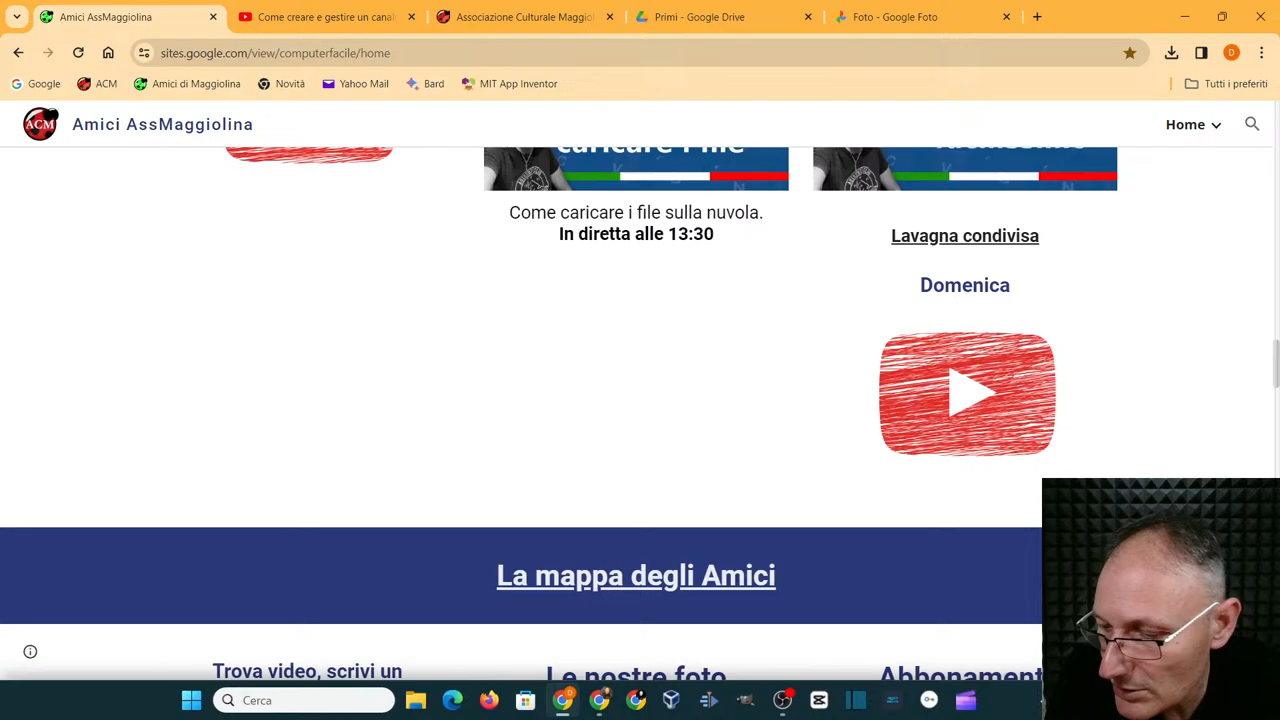 Amici AssMaggiolina
Come creare e gestire un canal
Associazione Culturale Maggiol
Primi - Google Drive
Foto - Google Foto
sites.google.com/view/computerfacile/home
D
Google
ACM
Amici di Maggiolina
Novità
Yahoo Mail
Bard
MIT App Inventor
Tutti i preferiti
ACM
Amici AssMaggiolina
Home
caricare i file
Come caricare i file sulla nuvola.
In diretta alle 13:30
Lavagna condivisa
Domenica
La mappa degli Amici
Trova video, scrivi un
Le nostre foto
Abbonament
Cerca